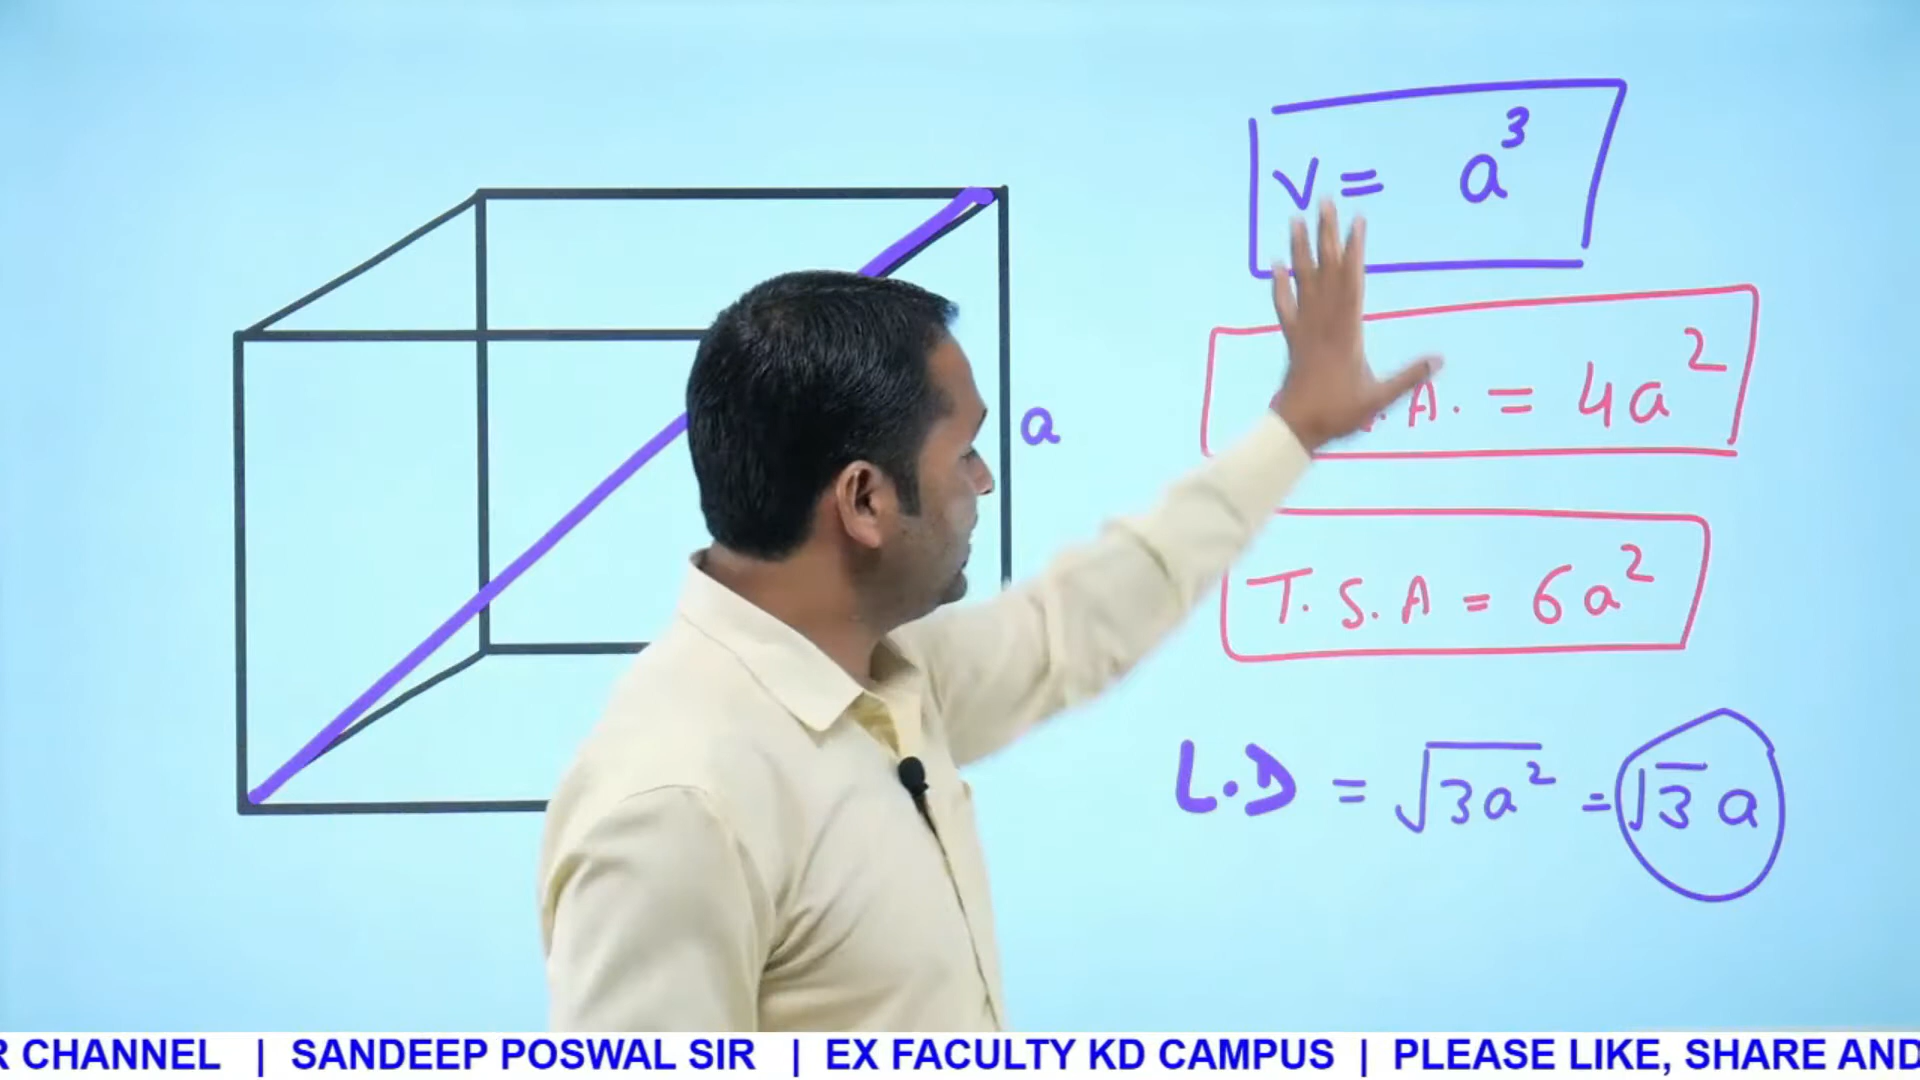 V = a³
a
.A. = 4a²
T.S.A = 6a²
L.D = √3a² = √3 a
R CHANNEL | SANDEEP POSWAL SIR | EX FACULTY KD CAMPUS | PLEASE LIKE, SHARE AND